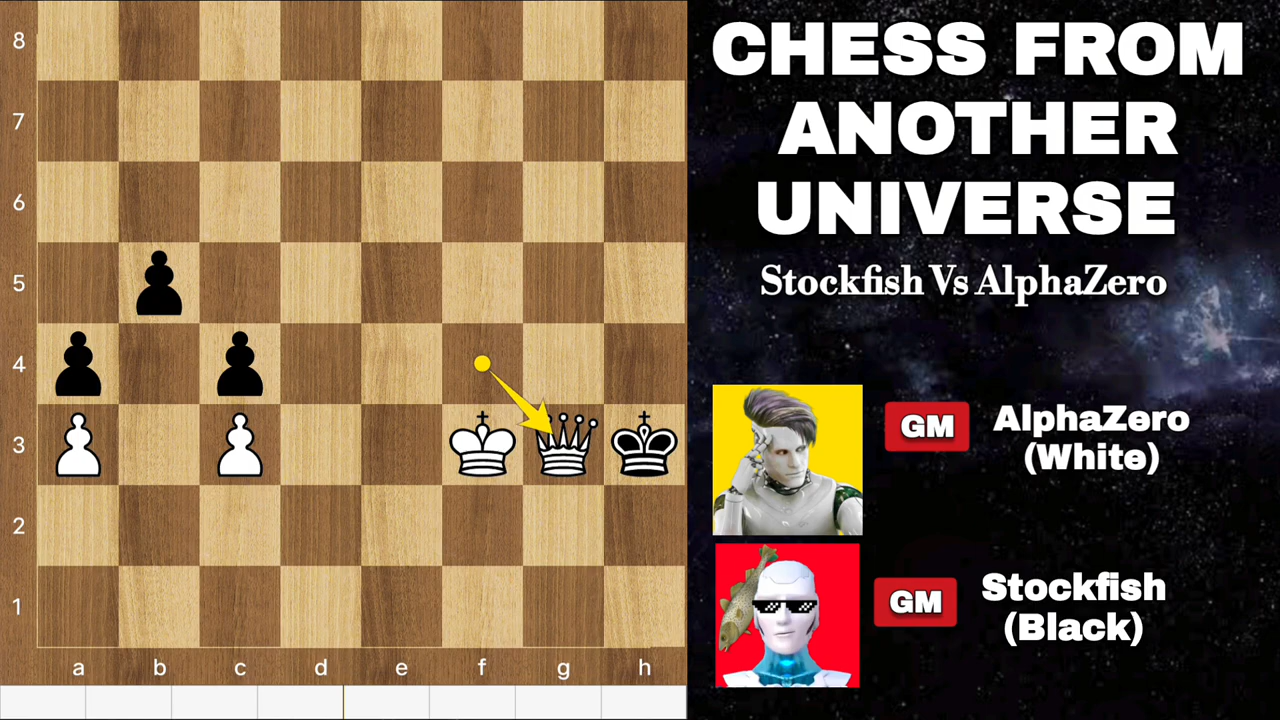 8
7
6
5
4
3
2
1
a b c d e f g h
CHESS FROM
ANOTHER
UNIVERSE
Stockfish Vs AlphaZero
GM
AlphaZero
(White)
GM
Stockfish
(Black)